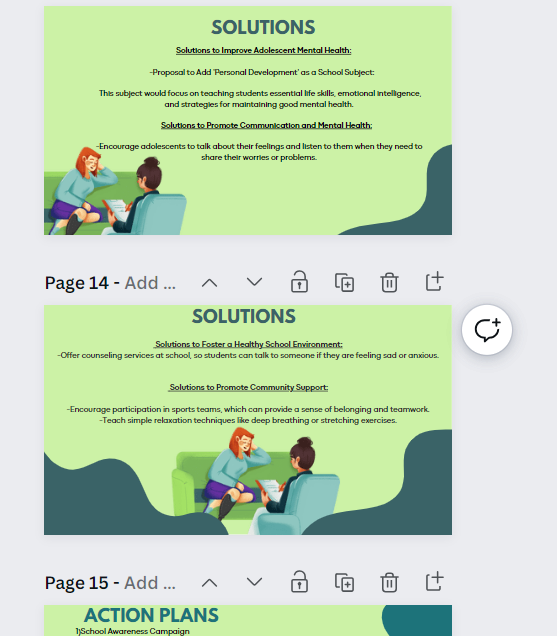 SOLUTIONS
Solutions to Improve Adolescent Mental Health:
-Proposal to Add 'Personal Development' as a School Subject:
This subject would focus on teaching students essential life skills, emotional intelligence,
and strategies for maintaining good mental health.
Solutions to Promote Communication and Mental Health:
-Encourage adolescents to talk about their feelings and listen to them when they need to
share their worries or problems.
Page 14 - Add ...
SOLUTIONS
Solutions to Foster a Healthy School Environment:
-Offer counseling services at school, so students can talk to someone if they are feeling sad or anxious.
Solutions to Promote Community Support:
-Encourage participation in sports teams, which can provide a sense of belonging and teamwork.
-Teach simple relaxation techniques like deep breathing or stretching exercises.
Page 15 - Add ...
ACTION PLANS
1)School Awareness Campaign